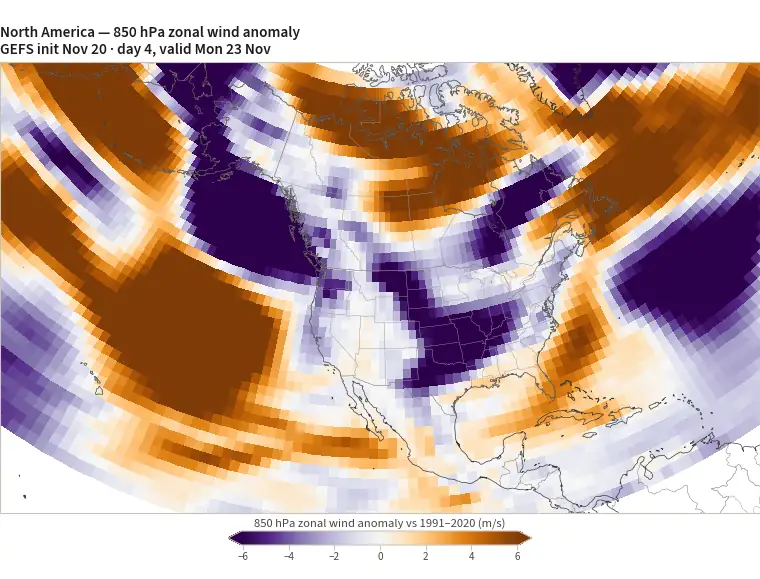 North America — 850 hPa zonal wind anomaly
GEFS init Nov 20 · day 4, valid Mon 23 Nov
850 hPa zonal wind anomaly vs 1991–2020 (m/s)
−6 −4 −2 0 2 4 6